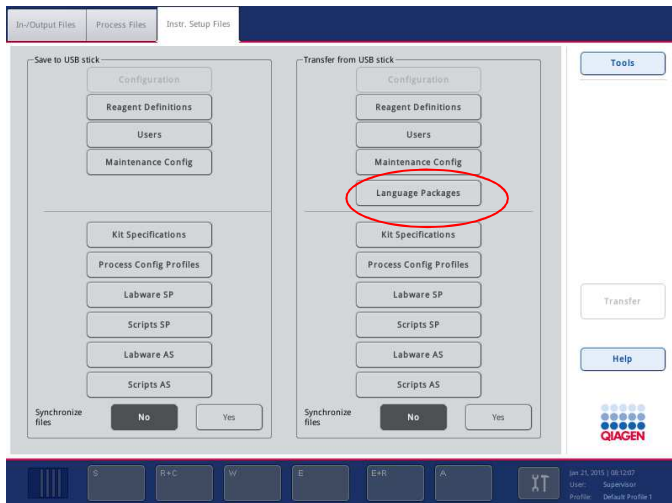 In-/Output Files
Process Files
Instr. Setup Files
Save to USB stick
Configuration
Reagent Definitions
Users
Maintenance Config
Kit Specifications
Process Config Profiles
Labware SP
Scripts SP
Labware AS
Scripts AS
Synchronize
files
No
Yes
Transfer from USB stick
Configuration
Reagent Definitions
Users
Maintenance Config
Language Packages
Kit Specifications
Process Config Profiles
Labware SP
Scripts SP
Labware AS
Scripts AS
Synchronize
files
No
Yes
Tools
Transfer
Help
QIAGEN
S
R+C
W
E
E+R
A
Jan 21, 2015 | 08:12:07
User: Supervisor
Profile: Default Profile 1